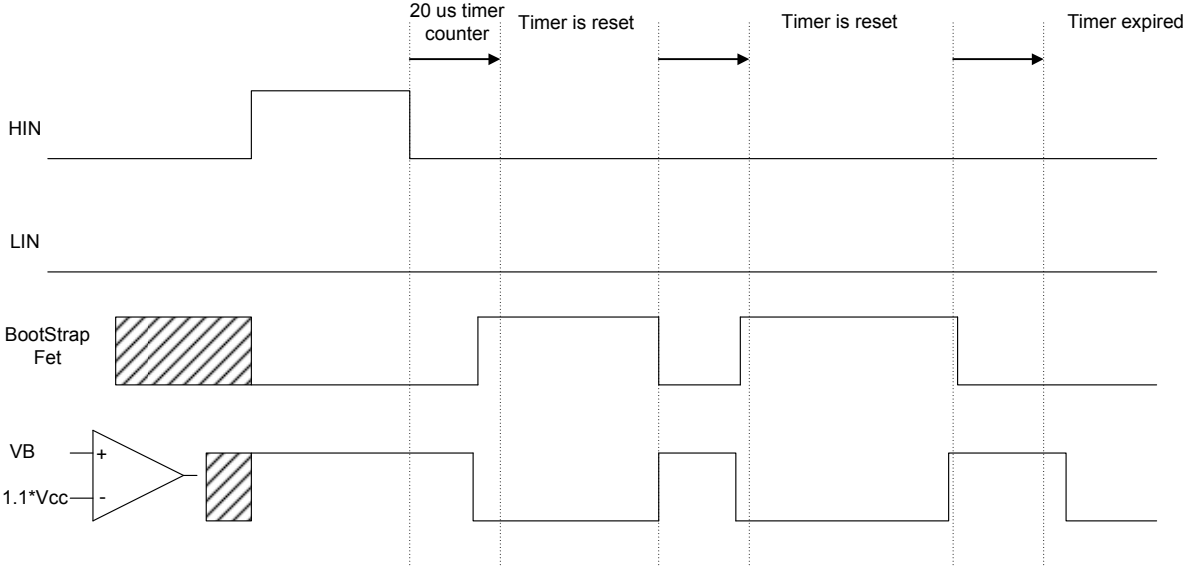 20 us timer
counter
Timer is reset
Timer is reset
Timer expired
HIN
LIN
BootStrap
Fet
VB
+
1.1*Vcc
-